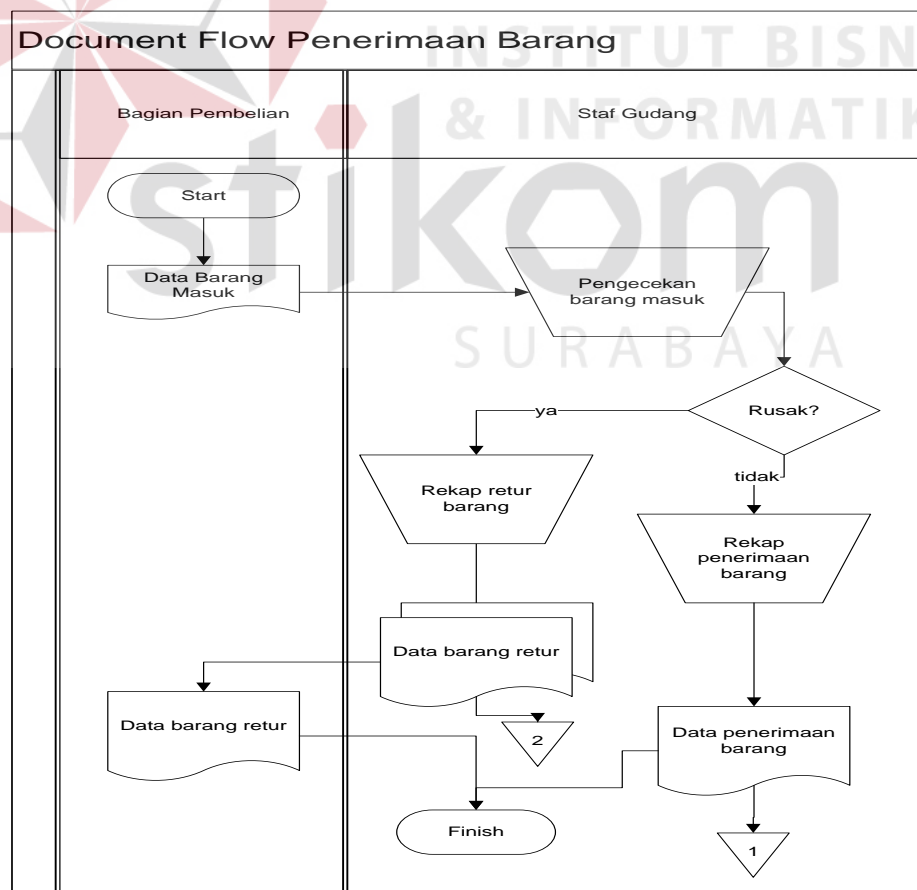 INSTITUT BISN
Document Flow Penerimaan Barang
& INFORMATIK
Bagian Pembelian
Staf Gudang
stikom
Start
Data Barang
Masuk
Pengecekan
barang masuk
SURABAYA
Rusak?
ya
tidak
Rekap retur
barang
Rekap
penerimaan
barang
Data barang retur
Data barang retur
2
Data penerimaan
barang
Finish
1